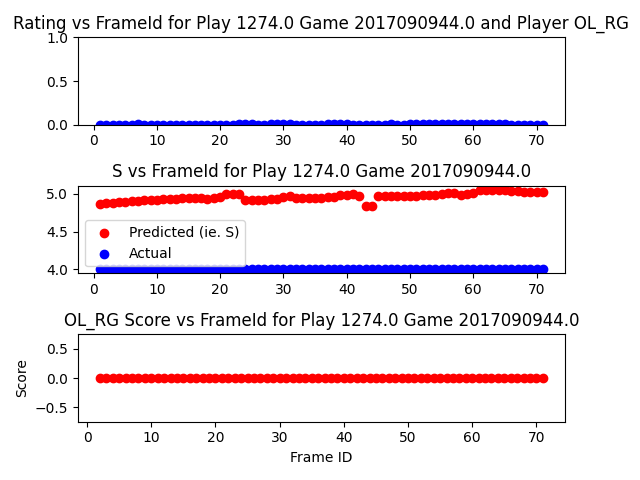 Rating vs FrameId for Play 1274.0 Game 2017090944.0 and Player OL_RG
1.0
0.5
0.0
0 10 20 30 40 50 60 70
S vs FrameId for Play 1274.0 Game 2017090944.0
5.0
4.5
4.0
Predicted (ie. S)
Actual
0 10 20 30 40 50 60 70
OL_RG Score vs FrameId for Play 1274.0 Game 2017090944.0
Score
0.5
0.0
−0.5
0 10 20 30 40 50 60 70
Frame ID